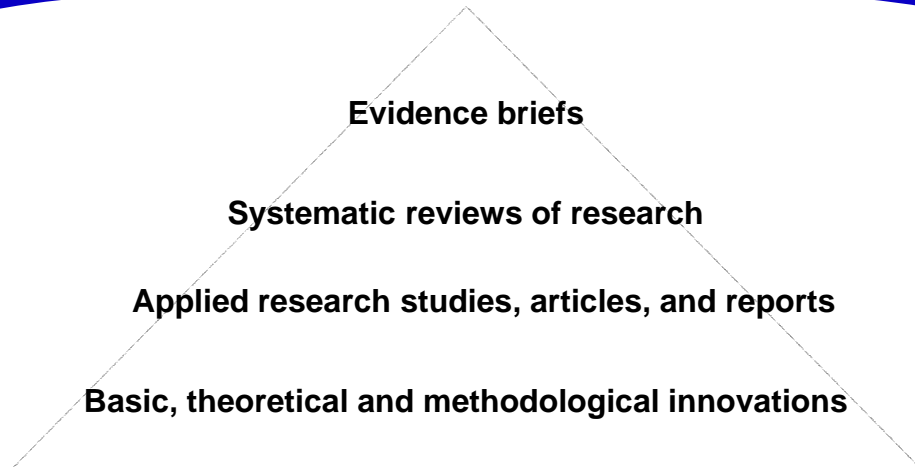 Evidence briefs
Systematic reviews of research
Applied research studies, articles, and reports
Basic, theoretical and methodological innovations